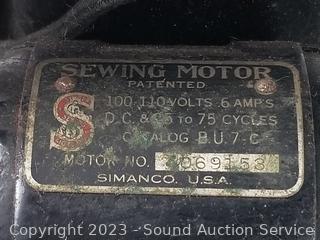 SEWING MOTOR
PATENTED
100-110-VOLTS .6 AMPS
D.C. & 25 TO 75 CYCLES
CATALOG B.U.7-C
MOTOR NO. 2069153
SIMANCO, U.S.A.
S
Copyright 2023 - Sound Auction Service